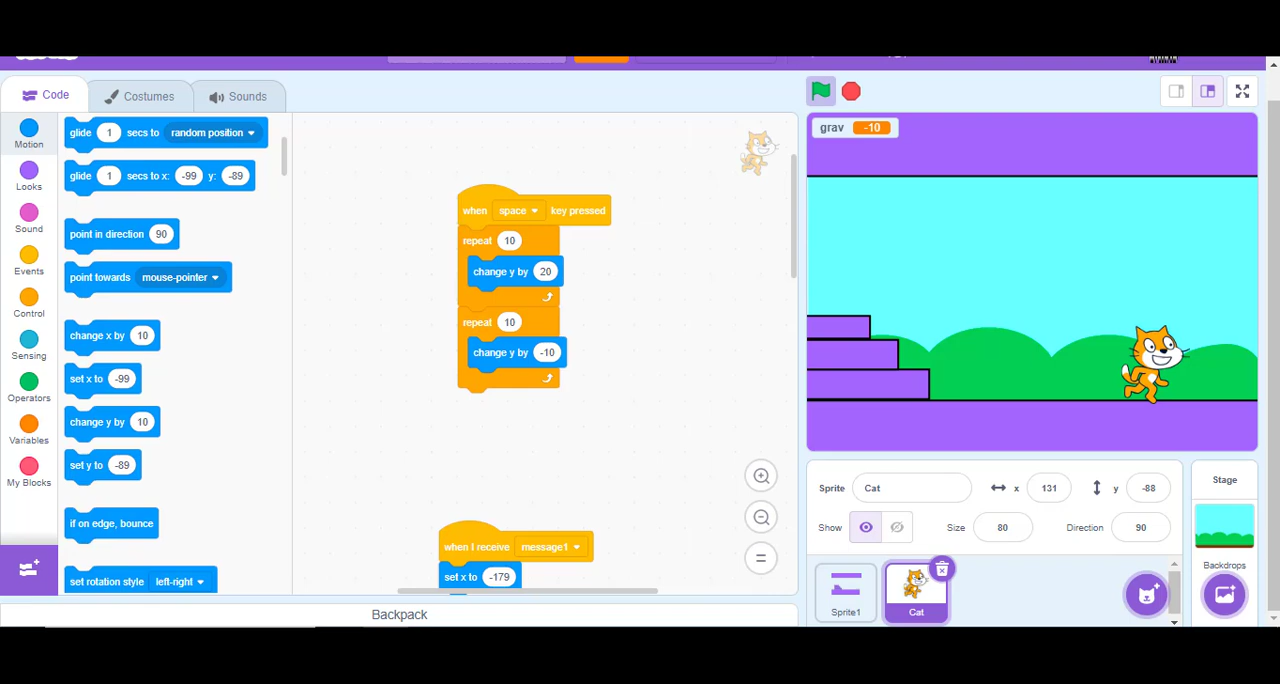 Code
Costumes
Sounds
Motion
Looks
Sound
Events
Control
Sensing
Operators
Variables
My Blocks
glide 1 secs to random position
glide 1 secs to x: -99 y: -89
point in direction 90
point towards mouse-pointer
change x by 10
set x to -99
change y by 10
set y to -89
if on edge, bounce
set rotation style left-right
when space key pressed
repeat 10
change y by 20
repeat 10
change y by -10
when I receive message1
set x to -179
Backpack
grav -10
Sprite Cat x 131 y -88
Show Size 80 Direction 90
Sprite1
Cat
Stage
Backdrops